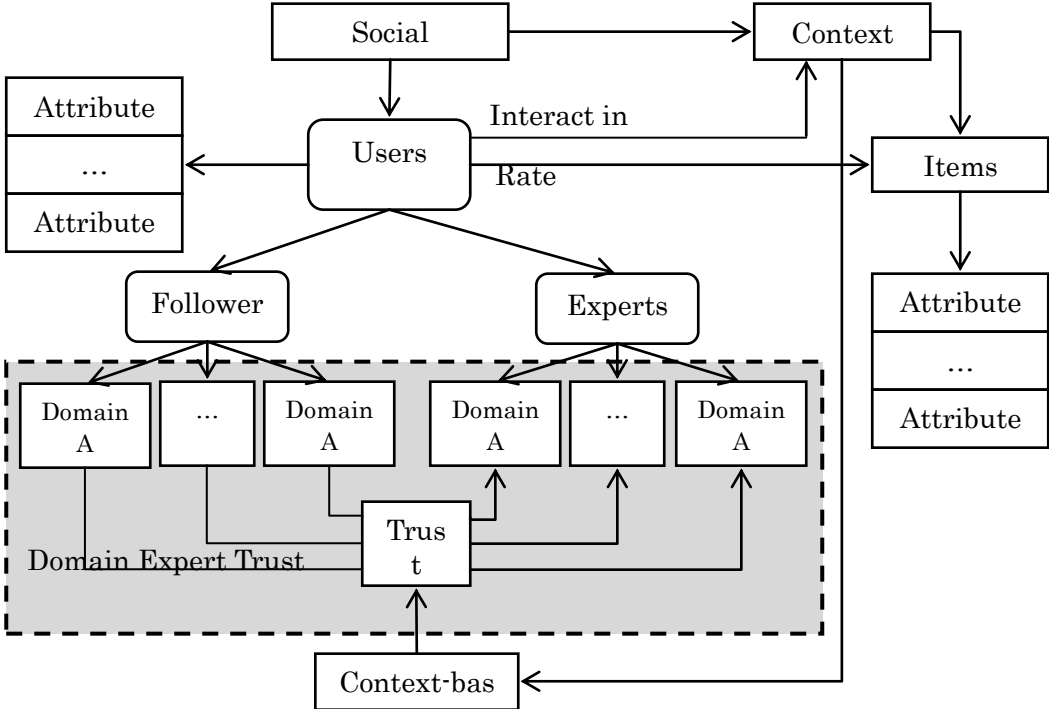 Social
Context
Attribute
...
Attribute
Users
Interact in
Rate
Items
Follower
Experts
Attribute
...
Attribute
Domain
A
...
Domain
A
Domain
A
...
Domain
A
Trus
t
Domain Expert Trust
Context-bas